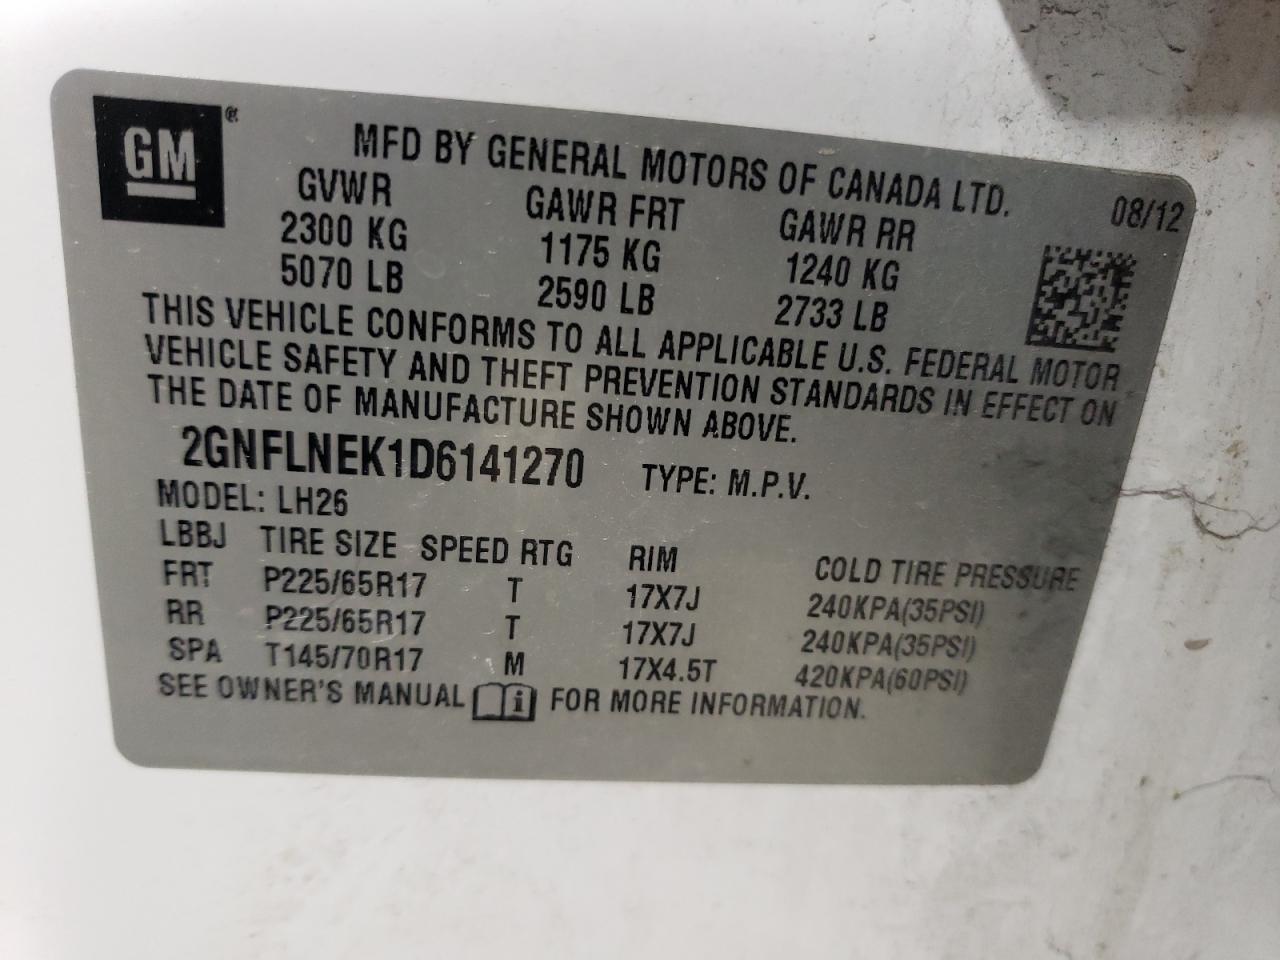 GM ®
MFD BY GENERAL MOTORS OF CANADA LTD.
08/12
GVWR GAWR FRT GAWR RR
2300 KG 1175 KG 1240 KG
5070 LB 2590 LB 2733 LB
THIS VEHICLE CONFORMS TO ALL APPLICABLE U.S. FEDERAL MOTOR
VEHICLE SAFETY AND THEFT PREVENTION STANDARDS IN EFFECT ON
THE DATE OF MANUFACTURE SHOWN ABOVE.
2GNFLNEK1D6141270 TYPE: M.P.V.
MODEL: LH26
LBBJ TIRE SIZE SPEED RTG RIM COLD TIRE PRESSURE
FRT P225/65R17 T 17X7J 240KPA(35PSI)
RR P225/65R17 T 17X7J 240KPA(35PSI)
SPA T145/70R17 M 17X4.5T 420KPA(60PSI)
SEE OWNER'S MANUAL i FOR MORE INFORMATION.